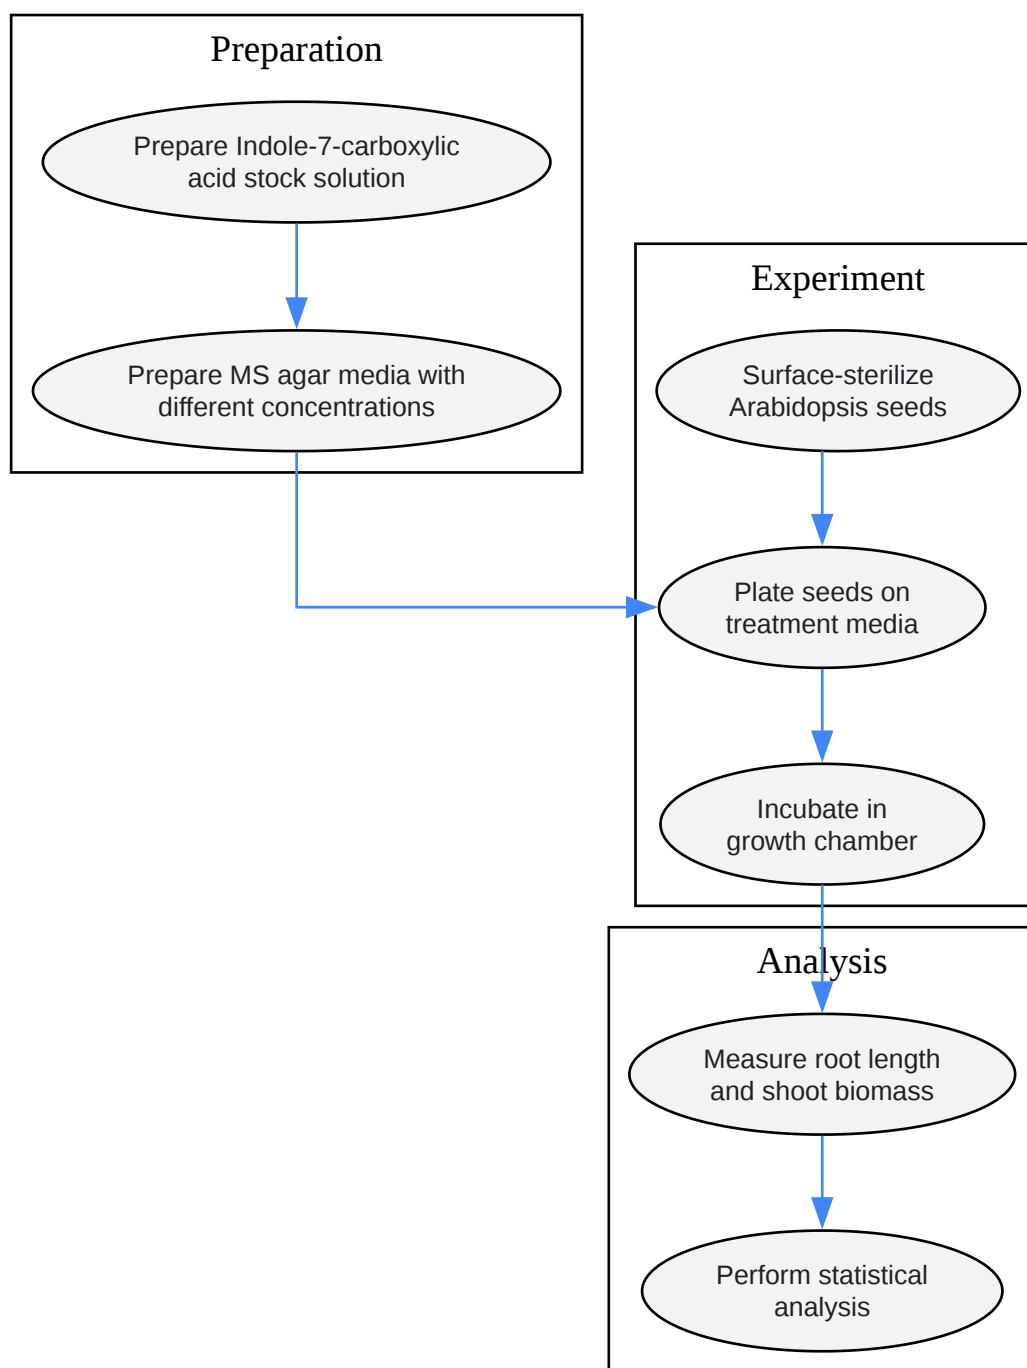 Preparation
Prepare Indole-7-carboxylic
acid stock solution
Prepare MS agar media with
different concentrations
Experiment
Surface-sterilize
Arabidopsis seeds
Plate seeds on
treatment media
Incubate in
growth chamber
Analysis
Measure root length
and shoot biomass
Perform statistical
analysis